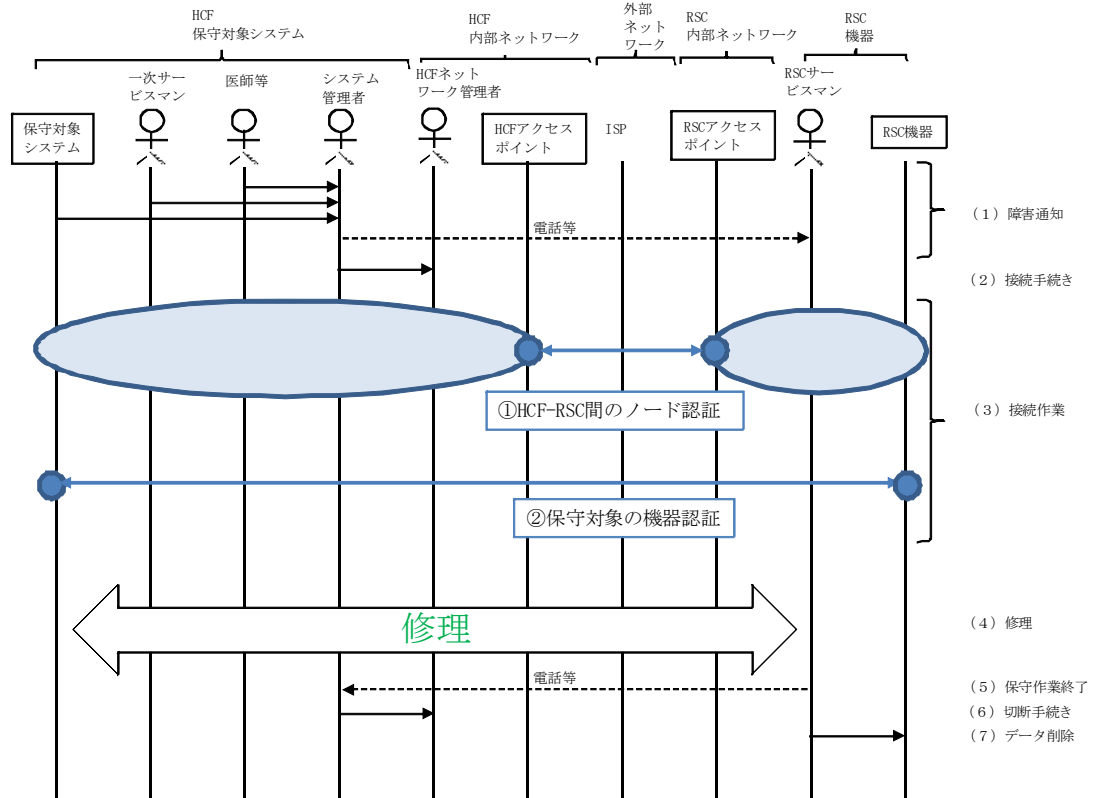 HCF
保守対象システム
HCF
内部ネットワーク
外部
ネット
ワーク
RSC
内部ネットワーク
RSC
機器
一次サー
ビスマン
医師等
システム
管理者
HCFネット
ワーク管理者
RSCサー
ビスマン
保守対象
システム
HCFアクセス
ポイント
ISP
RSCアクセス
ポイント
RSC機器
電話等
(1)障害通知
(2)接続手続き
①HCF-RSC間のノード認証
(3)接続作業
②保守対象の機器認証
修理
(4)修理
電話等
(5)保守作業終了
(6)切断手続き
(7)データ削除